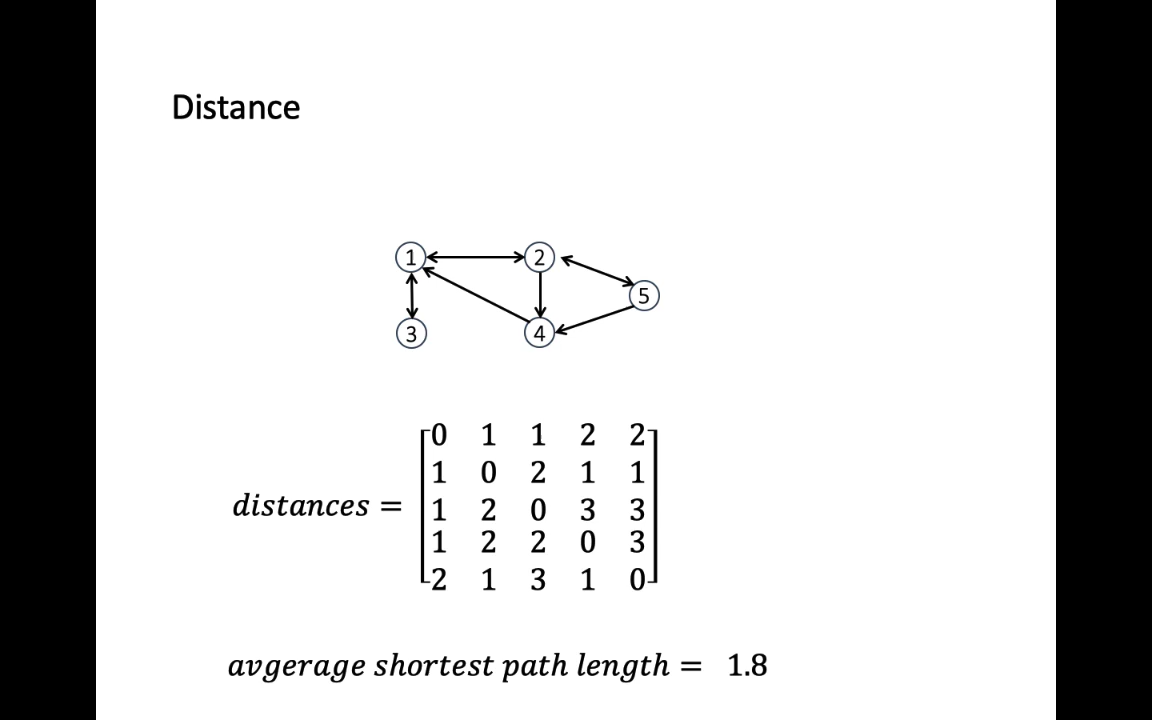 Distance
1 2
5
3 4
0 1 1 2 2
1 0 2 1 1
distances = 1 2 0 3 3
1 2 2 0 3
2 1 3 1 0
avgerage shortest path length = 1.8